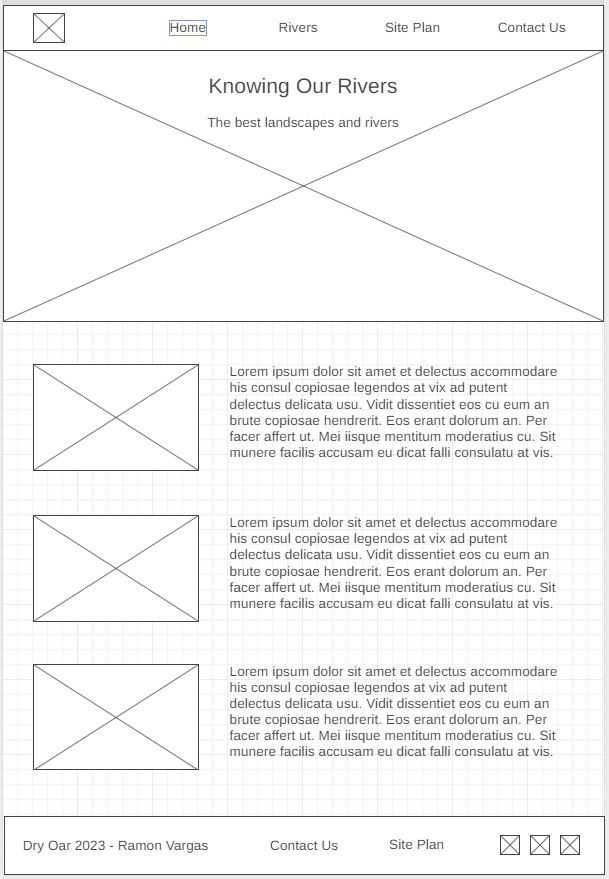 Home Rivers Site Plan Contact Us
Knowing Our Rivers
The best landscapes and rivers
Lorem ipsum dolor sit amet et delectus accommodare
his consul copiosae legendos at vix ad putent
delectus delicata usu. Vidit dissentiet eos cu eum an
brute copiosae hendrerit. Eos erant dolorum an. Per
facer affert ut. Mei iisque mentitum moderatius cu. Sit
munere facilis accusam eu dicat falli consulatu at vis.
Lorem ipsum dolor sit amet et delectus accommodare
his consul copiosae legendos at vix ad putent
delectus delicata usu. Vidit dissentiet eos cu eum an
brute copiosae hendrerit. Eos erant dolorum an. Per
facer affert ut. Mei iisque mentitum moderatius cu. Sit
munere facilis accusam eu dicat falli consulatu at vis.
Lorem ipsum dolor sit amet et delectus accommodare
his consul copiosae legendos at vix ad putent
delectus delicata usu. Vidit dissentiet eos cu eum an
brute copiosae hendrerit. Eos erant dolorum an. Per
facer affert ut. Mei iisque mentitum moderatius cu. Sit
munere facilis accusam eu dicat falli consulatu at vis.
Dry Oar 2023 - Ramon Vargas Contact Us Site Plan